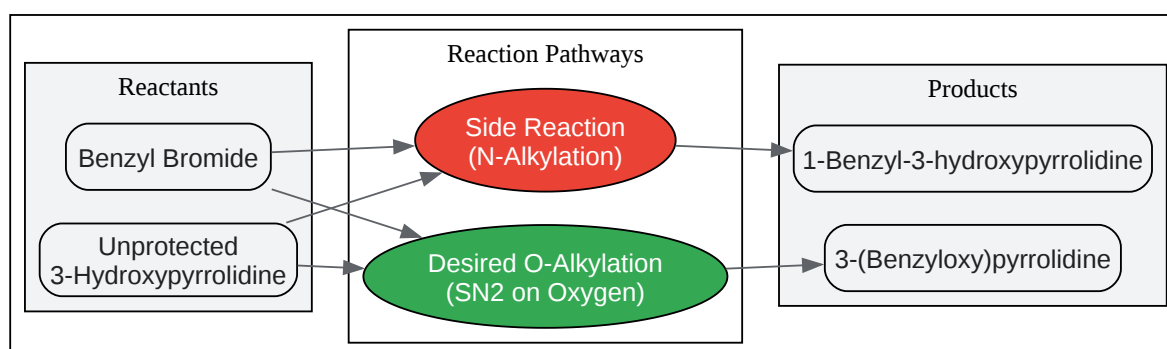 Reaction Pathways
Reactants
Products
Benzyl Bromide
Side Reaction
(N-Alkylation)
1-Benzyl-3-hydroxypyrrolidine
Unprotected
3-Hydroxypyrrolidine
Desired O-Alkylation
(SN2 on Oxygen)
3-(Benzyloxy)pyrrolidine